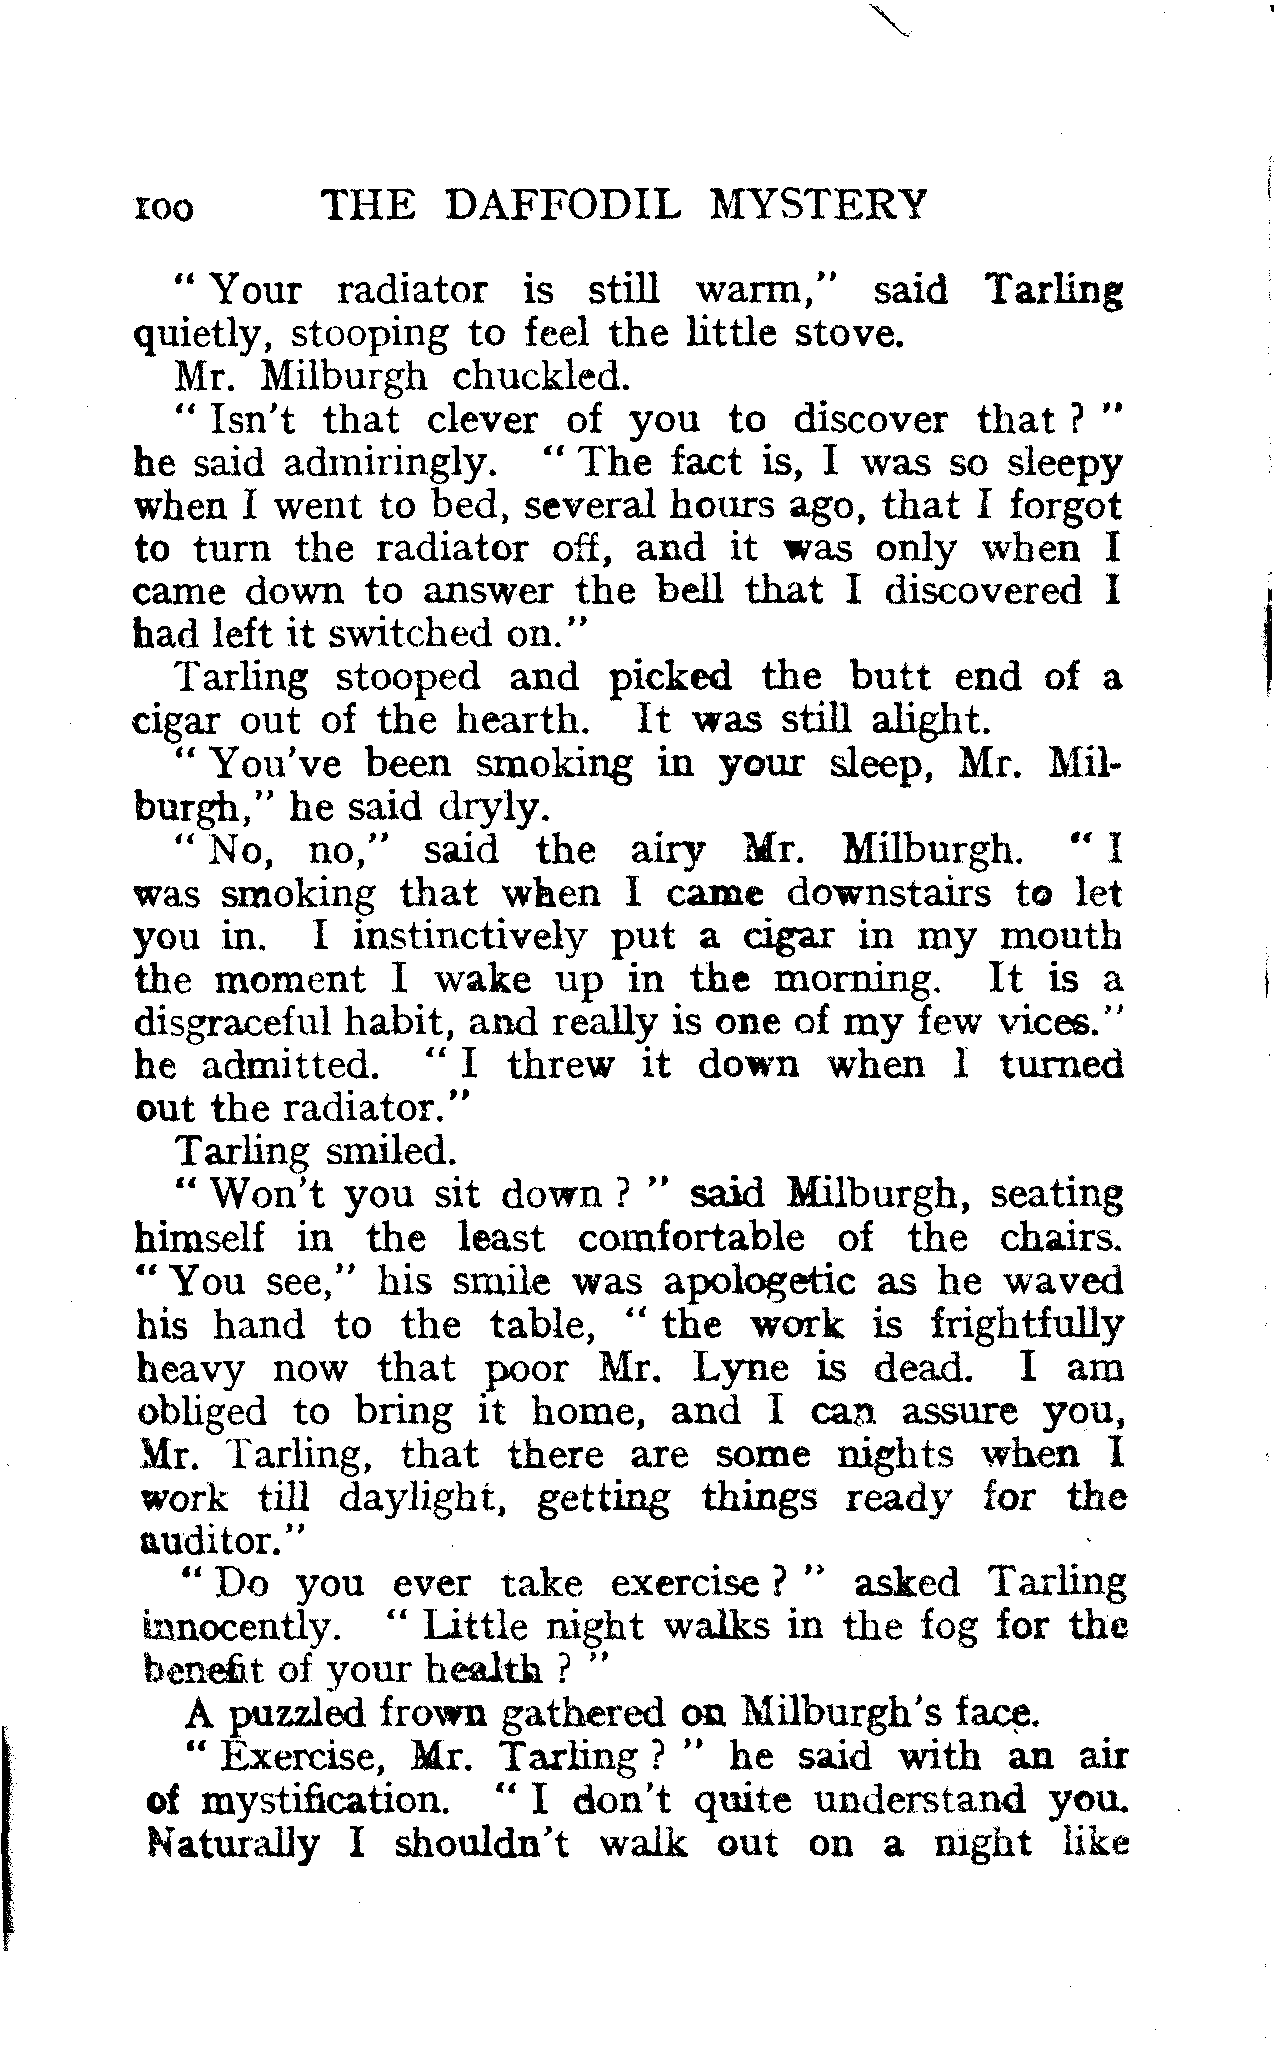 100 THE DAFFODIL MYSTERY
" Your radiator is still warm," said Tarling
quietly, stooping to feel the little stove.
Mr. Milburgh chuckled.
" Isn't that clever of you to discover that ? "
he said admiringly. " The fact is, I was so sleepy
when I went to bed, several hours ago, that I forgot
to turn the radiator off, and it was only when I
came down to answer the bell that I discovered I
had left it switched on."
Tarling stooped and picked the butt end of a
cigar out of the hearth. It was still alight.
" You've been smoking in your sleep, Mr. Mil-
burgh," he said dryly.
" No, no," said the airy Mr. Milburgh. " I
was smoking that when I came downstairs to let
you in. I instinctively put a cigar in my mouth
the moment I wake up in the morning. It is a
disgraceful habit, and really is one of my few vices."
he admitted. " I threw it down when I turned
out the radiator."
Tarling smiled.
" Won't you sit down ? " said Milburgh, seating
himself in the least comfortable of the chairs.
" You see," his smile was apologetic as he waved
his hand to the table, " the work is frightfully
heavy now that poor Mr. Lyne is dead. I am
obliged to bring it home, and I can assure you,
Mr. Tarling, that there are some nights when I
work till daylight, getting things ready for the
auditor."
" Do you ever take exercise ? " asked Tarling
innocently. " Little night walks in the fog for the
benefit of your health ? "
A puzzled frown gathered on Milburgh's face.
" Exercise, Mr. Tarling ? " he said with an air
of mystification. " I don't quite understand you.
Naturally I shouldn't walk out on a night like